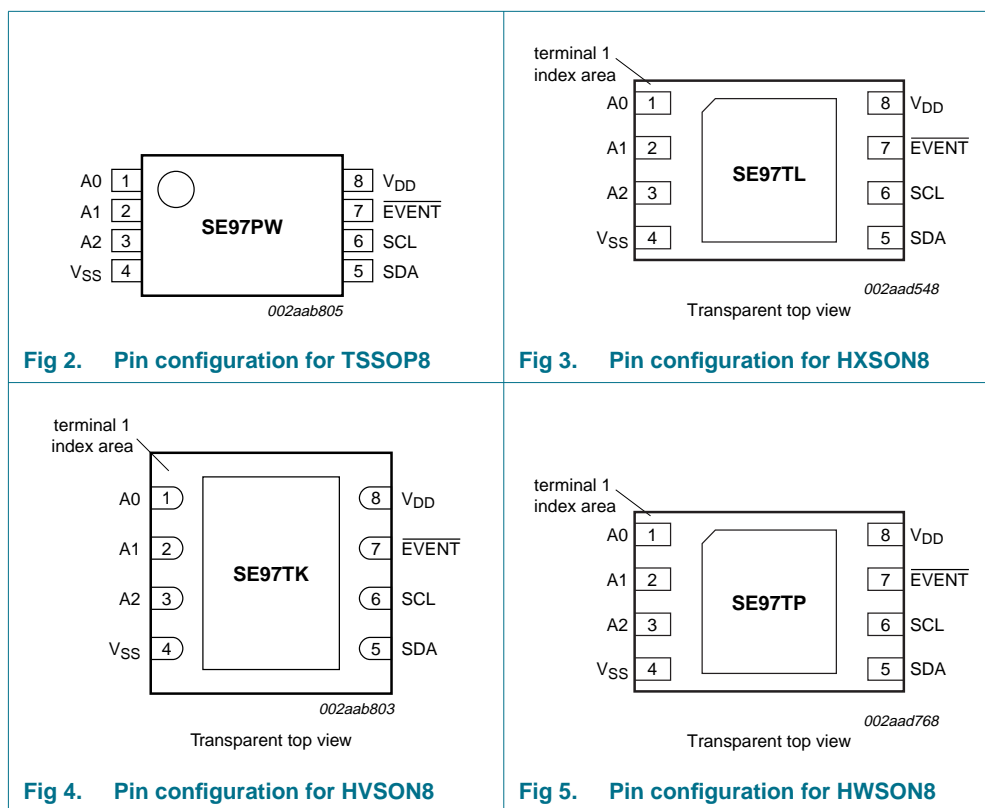 A0 1
A1 2
A2 3
VSS 4
SE97PW
8 VDD
7 EVENT
6 SCL
5 SDA
002aab805
Fig 2. Pin configuration for TSSOP8
terminal 1
index area
A0 1
A1 2
A2 3
VSS 4
SE97TL
8 VDD
7 EVENT
6 SCL
5 SDA
002aad548
Transparent top view
Fig 3. Pin configuration for HXSON8
terminal 1
index area
A0 1
A1 2
A2 3
VSS 4
SE97TK
8 VDD
7 EVENT
6 SCL
5 SDA
002aab803
Transparent top view
Fig 4. Pin configuration for HVSON8
terminal 1
index area
A0 1
A1 2
A2 3
VSS 4
SE97TP
8 VDD
7 EVENT
6 SCL
5 SDA
002aad768
Transparent top view
Fig 5. Pin configuration for HWSON8